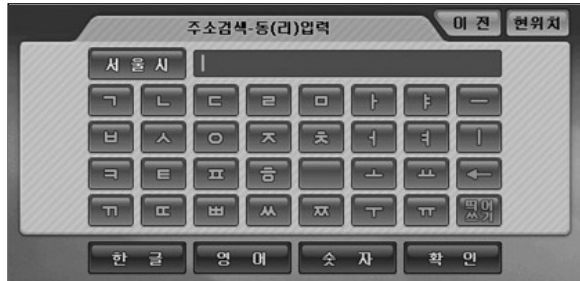 주소검색-동(리)입력 이 전 현위치
서 울 시
ㄱ ㄴ ㄷ ㄹ ㅁ ㅏ ㅑ ㅡ
ㅂ ㅅ ㅇ ㅈ ㅊ ㅓ ㅕ ㅣ
ㅋ ㅌ ㅍ ㅎ ㅗ ㅛ ←
ㄲ ㄸ ㅃ ㅆ ㅉ ㅜ ㅠ 띄어쓰기
한 글 영 어 숫 자 확 인